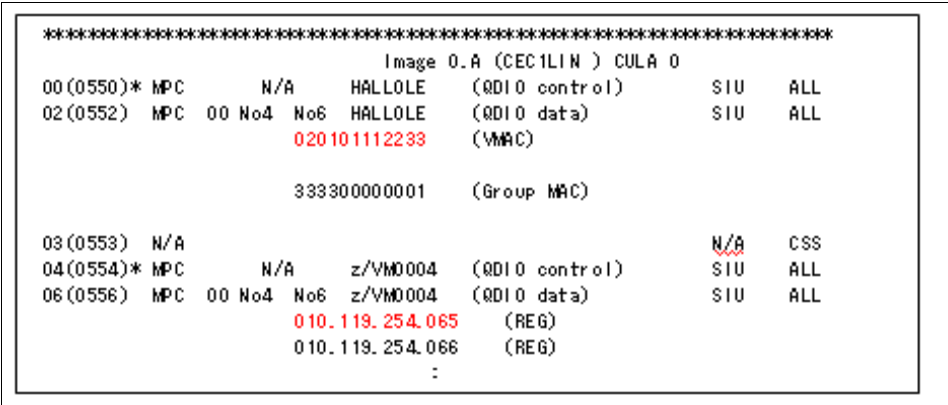 ************************************************************************
Image 0.A (CEC1LIN ) CULA 0
00(0550)* MPC N/A HALLOLE (QDIO control) SIU ALL
02(0552) MPC 00 No4 No6 HALLOLE (QDIO data) SIU ALL
020101112233 (VMAC)
333300000001 (Group MAC)
03(0553) N/A N/A CSS
04(0554)* MPC N/A z/VM0004 (QDIO control) SIU ALL
06(0556) MPC 00 No4 No6 z/VM0004 (QDIO data) SIU ALL
010.119.254.065 (REG)
010.119.254.066 (REG)
: